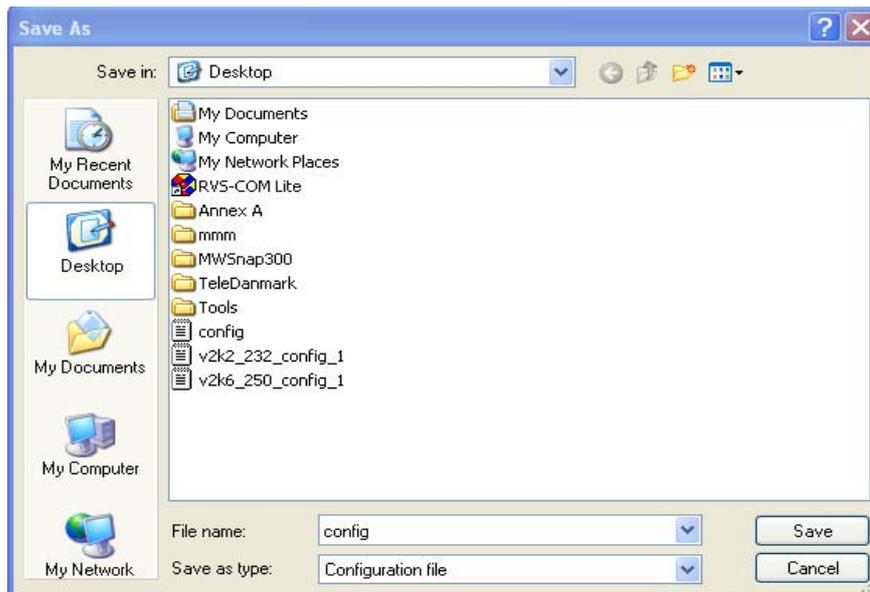 Save As
Save in:
Desktop
My Recent
Documents
Desktop
My Documents
My Computer
My Network
My Documents
My Computer
My Network Places
RVS-COM Lite
Annex A
mmm
MWSnap300
TeleDanmark
Tools
config
v2k2_232_config_1
v2k6_250_config_1
File name:
config
Save
Save as type:
Configuration file
Cancel